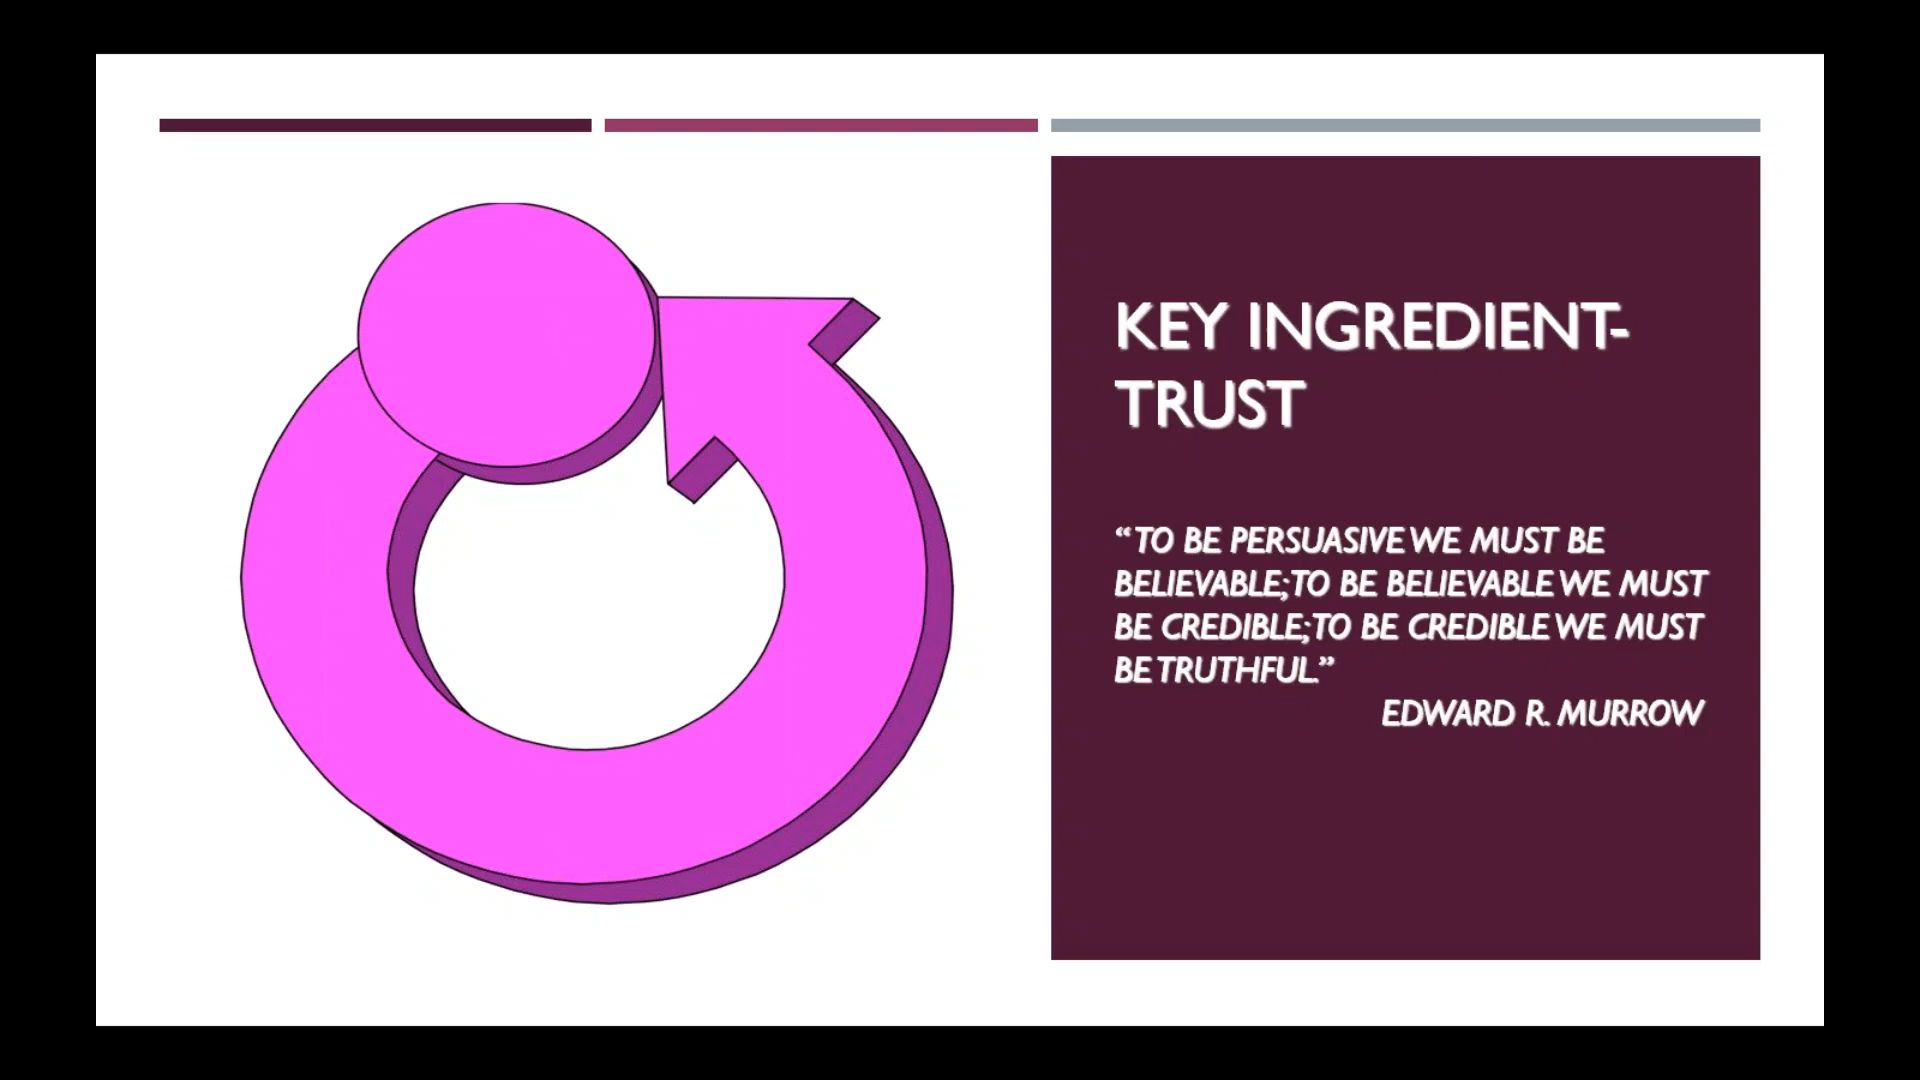 KEY INGREDIENT-
TRUST
“TO BE PERSUASIVE WE MUST BE
BELIEVABLE; TO BE BELIEVABLE WE MUST
BE CREDIBLE; TO BE CREDIBLE WE MUST
BE TRUTHFUL.”
EDWARD R. MURROW